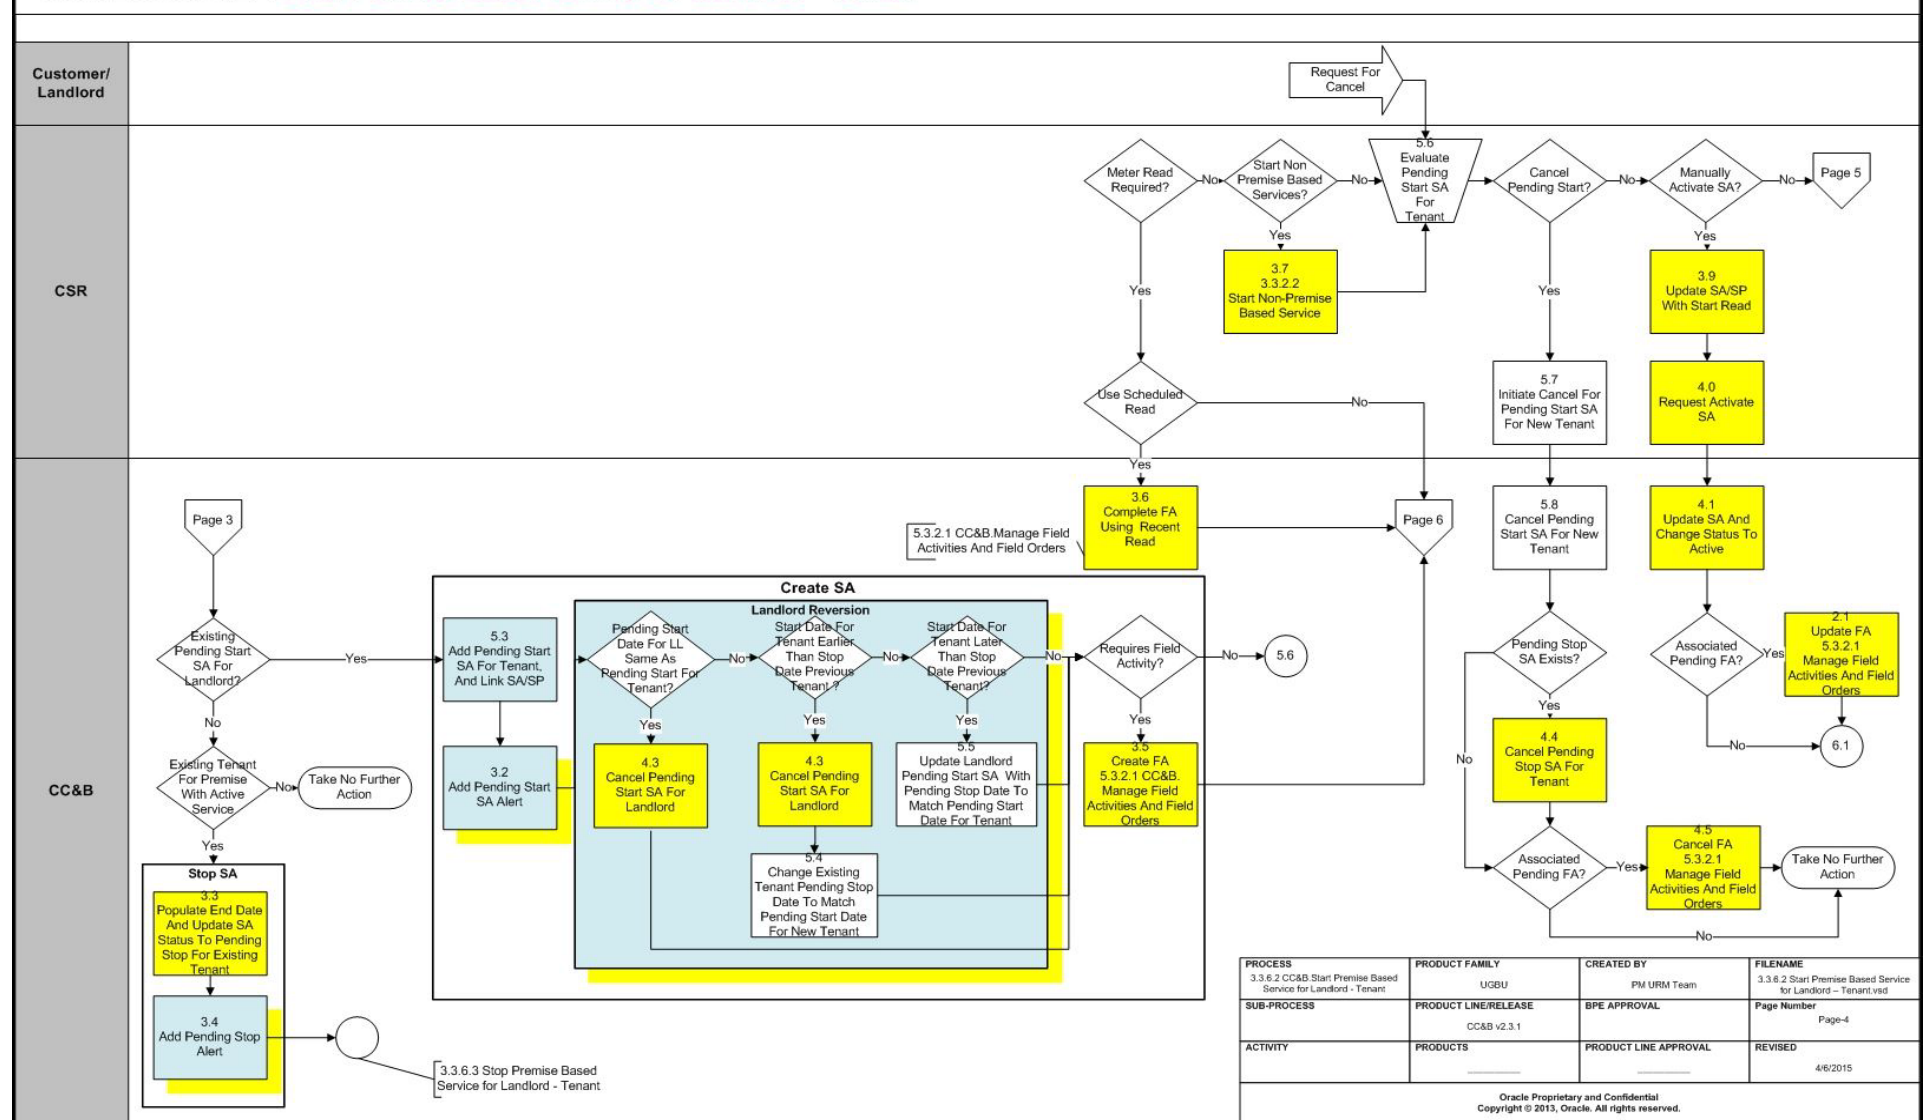 Customer/
Landlord
Request For
Cancel
CSR
Meter Read
Required?
No
Start Non
Premise Based
Services?
No
5.6
Evaluate
Pending
Start SA
For
Tenant
Cancel
Pending Start?
No
Manually
Activate SA?
No
Page 5
Yes
Yes
3.7
3.3.2.2
Start Non-Premise
Based Service
3.9
Update SA/SP
With Start Read
Yes
Yes
5.7
Initiate Cancel For
Pending Start SA
For New Tenant
4.0
Request Activate
SA
Use Scheduled
Read
No
Yes
CC&B
Page 3
3.6
Complete FA
Using Recent
Read
5.3.2.1 CC&B.Manage Field
Activities And Field Orders
Page 6
5.8
Cancel Pending
Start SA For New
Tenant
4.1
Update SA And
Change Status To
Active
Create SA
Landlord Reversion
Existing
Pending Start
SA For
Landlord?
Yes
5.3
Add Pending Start
SA For Tenant,
And Link SA/SP
Pending Start
Date For LL
Same As
Pending Start For
Tenant?
No
Start Date For
Tenant Earlier
Than Stop
Date Previous
Tenant ?
No
Start Date For
Tenant Later
Than Stop
Date Previous
Tenant?
No
Requires Field
Activity?
No
5.6
Pending Stop
SA Exists?
Associated
Pending FA?
Yes
2.1
Update FA
5.3.2.1
Manage Field
Activities And Field
Orders
No
Yes
Yes
Yes
Yes
Yes
No
6.1
Existing Tenant
For Premise
With Active
Service
No
Take No Further
Action
3.2
Add Pending Start
SA Alert
4.3
Cancel Pending
Start SA For
Landlord
4.3
Cancel Pending
Start SA For
Landlord
5.5
Update Landlord
Pending Start SA With
Pending Stop Date To
Match Pending Start
Date For Tenant
3.5
Create FA
5.3.2.1 CC&B.
Manage Field
Activities And Field
Orders
No
4.4
Cancel Pending
Stop SA For
Tenant
Yes
Stop SA
3.3
Populate End Date
And Update SA
Status To Pending
Stop For Existing
Tenant
5.4
Change Existing
Tenant Pending Stop
Date To Match
Pending Start Date
For New Tenant
Associated
Pending FA?
Yes
4.5
Cancel FA
5.3.2.1
Manage Field
Activities And Field
Orders
Take No Further
Action
No
3.4
Add Pending Stop
Alert
3.3.6.3 Stop Premise Based
Service for Landlord - Tenant
PROCESS
3.3.6.2 CC&B.Start Premise Based
Service for Landlord - Tenant
PRODUCT FAMILY
UGBU
CREATED BY
PM URM Team
FILENAME
3.3.6.2 Start Premise Based Service
for Landlord – Tenant.vsd
SUB-PROCESS
PRODUCT LINE/RELEASE
CC&B v2.3.1
BPE APPROVAL
Page Number
Page-4
ACTIVITY
PRODUCTS
PRODUCT LINE APPROVAL
REVISED
4/6/2015
Oracle Proprietary and Confidential
Copyright © 2013, Oracle. All rights reserved.